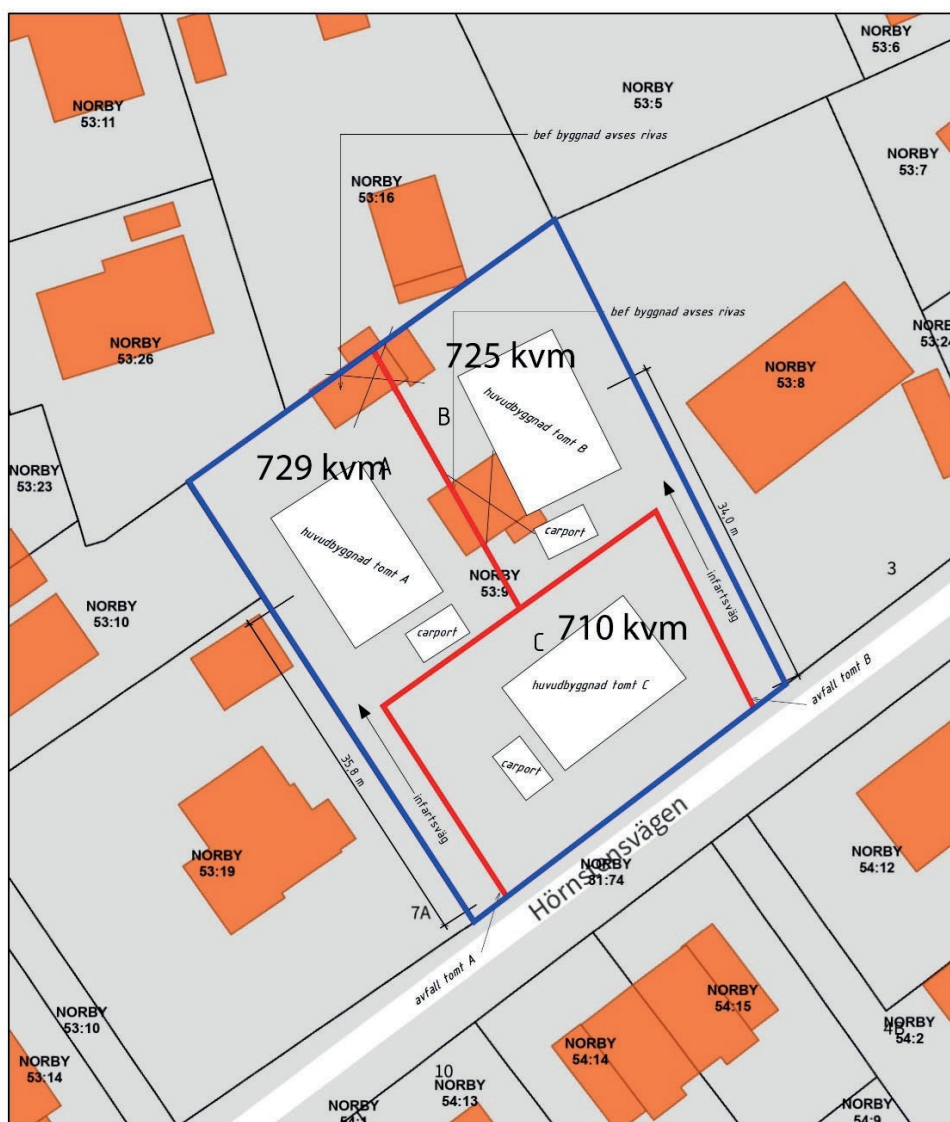 NORBY
53:6
NORBY
53:5
NORBY
53:11
bef byggnad avses rivas
NORBY
53:7
NORBY
53:16
bef byggnad avses rivas
NORBY
53:26
725 kvm
NORBY
53:8
B
huvudbyggnad tomt B
729 kvm
A
NORBY
53:23
34,0 m
carport
huvudbyggnad tomt A
3
NORBY
53:9
infartsväg
NORBY
53:10
carport
710 kvm
C
huvudbyggnad tomt C
avfall tomt B
35,8 m
carport
infartsväg
Hörnstensvägen
NORBY
53:19
NORBY
31:74
NORBY
54:12
7A
avfall tomt A
NORBY
53:10
NORBY
54:15
NORBY
54:2
4B
NORBY
54:14
NORBY
53:14
10
NORBY
54:13
NORBY
NORBY
54:9